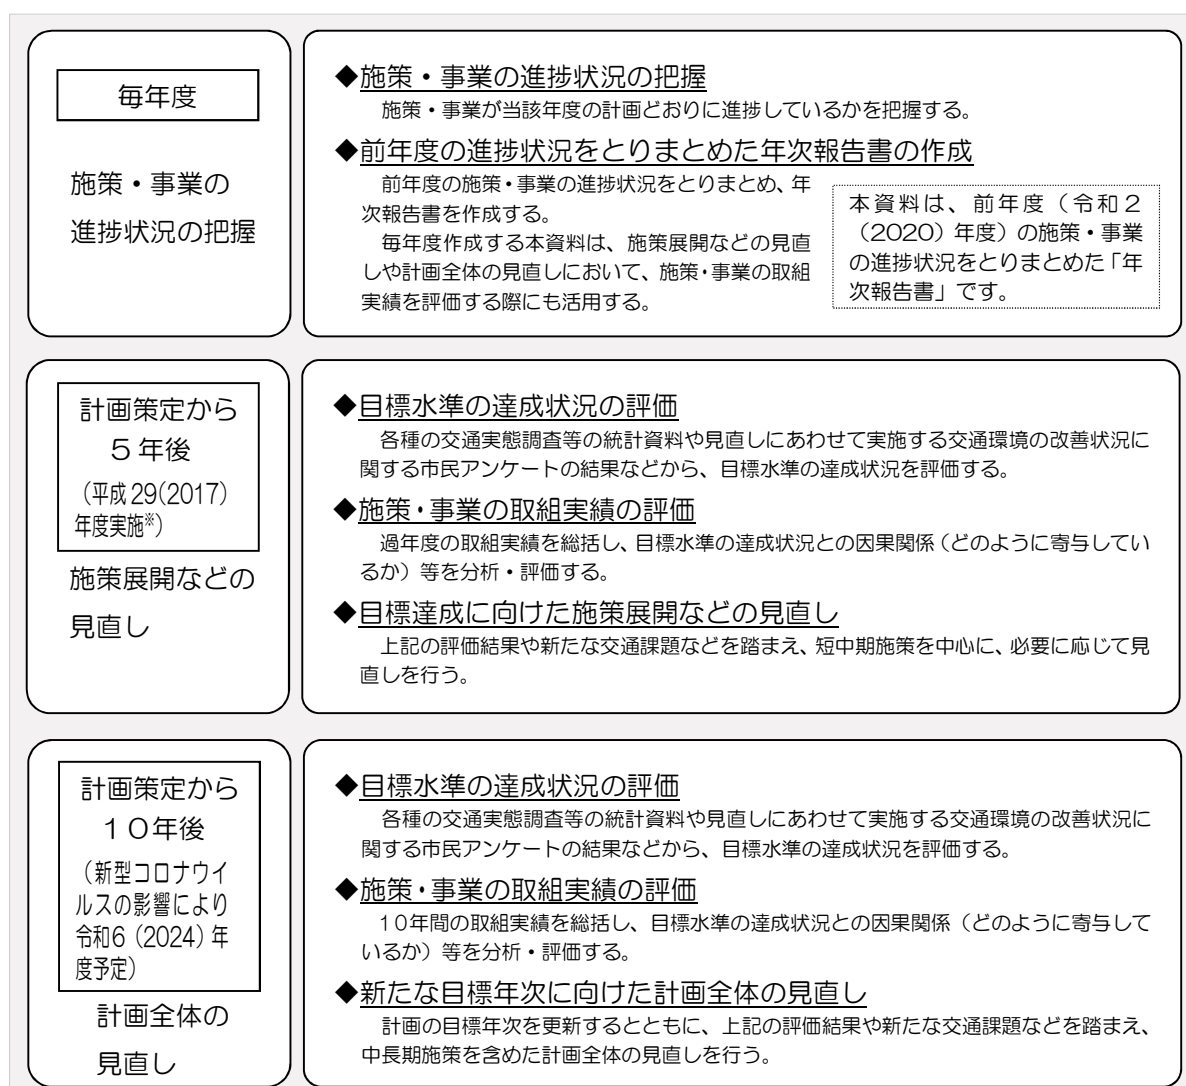 毎年度
施策・事業の
進捗状況の把握
◆施策・事業の進捗状況の把握
施策・事業が当該年度の計画どおりに進捗しているかを把握する。
◆前年度の進捗状況をとりまとめた年次報告書の作成
前年度の施策・事業の進捗状況をとりまとめ、年
次報告書を作成する。
毎年度作成する本資料は、施策展開などの見直
しや計画全体の見直しにおいて、施策・事業の取組
実績を評価する際にも活用する。
本資料は、前年度（令和２
（2020）年度）の施策・事業
の進捗状況をとりまとめた「年
次報告書」です。
計画策定から
５年後
（平成29(2017)
年度実施※）
施策展開などの
見直し
◆目標水準の達成状況の評価
各種の交通実態調査等の統計資料や見直しにあわせて実施する交通環境の改善状況に
関する市民アンケートの結果などから、目標水準の達成状況を評価する。
◆施策・事業の取組実績の評価
過年度の取組実績を総括し、目標水準の達成状況との因果関係（どのように寄与してい
るか）等を分析・評価する。
◆目標達成に向けた施策展開などの見直し
上記の評価結果や新たな交通課題などを踏まえ、短中期施策を中心に、必要に応じて見
直しを行う。
計画策定から
１０年後
（新型コロナウイ
ルスの影響により
令和6（2024）年
度予定）
計画全体の
見直し
◆目標水準の達成状況の評価
各種の交通実態調査等の統計資料や見直しにあわせて実施する交通環境の改善状況に
関する市民アンケートの結果などから、目標水準の達成状況を評価する。
◆施策・事業の取組実績の評価
１０年間の取組実績を総括し、目標水準の達成状況との因果関係（どのように寄与して
いるか）等を分析・評価する。
◆新たな目標年次に向けた計画全体の見直し
計画の目標年次を更新するとともに、上記の評価結果や新たな交通課題などを踏まえ、
中長期施策を含めた計画全体の見直しを行う。